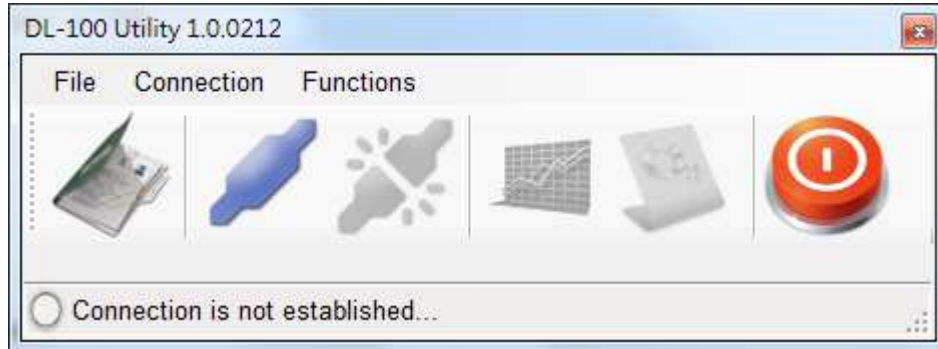 DL-100 Utility 1.0.0212
File Connection Functions
Connection is not established...